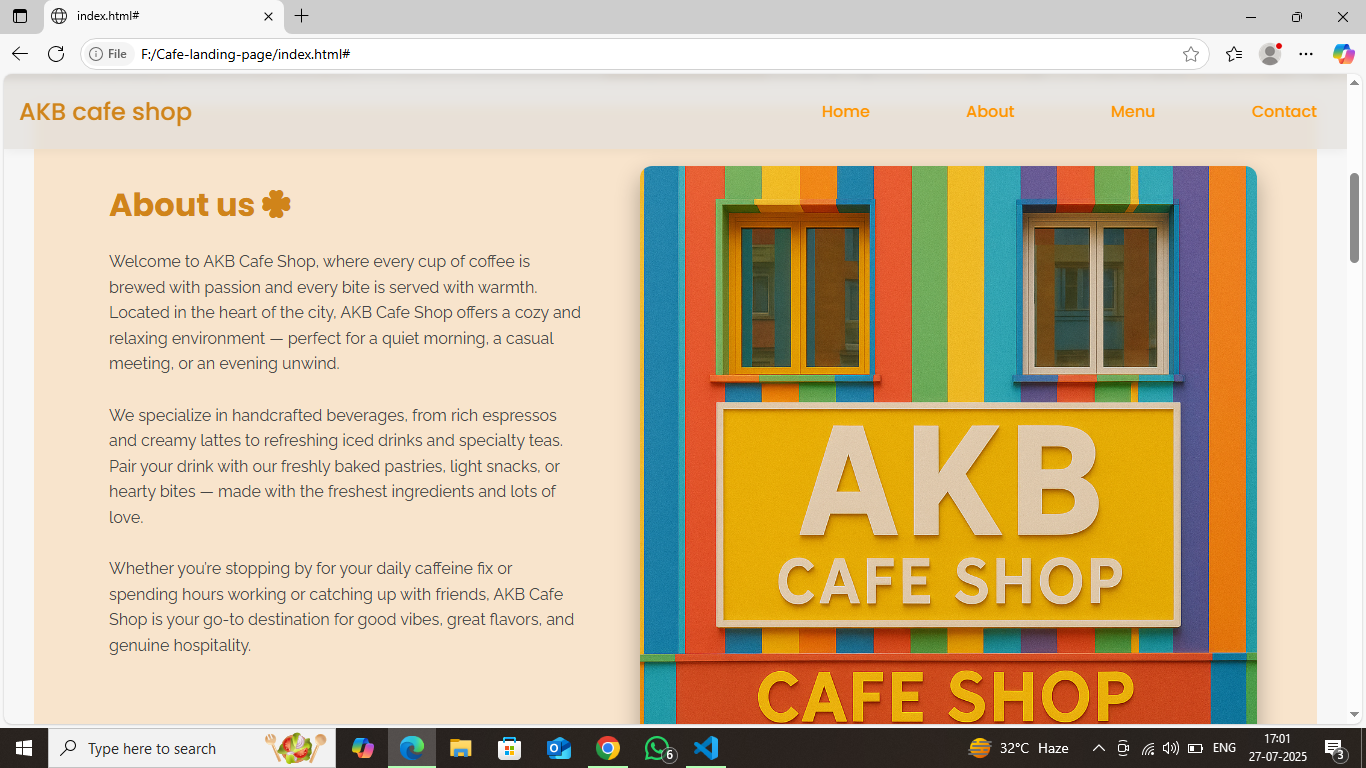 index.html#
File
F:/Cafe-landing-page/index.html#
AKB cafe shop
Home
About
Menu
Contact
About us
Welcome to AKB Cafe Shop, where every cup of coffee is
brewed with passion and every bite is served with warmth.
Located in the heart of the city, AKB Cafe Shop offers a cozy and
relaxing environment — perfect for a quiet morning, a casual
meeting, or an evening unwind.
We specialize in handcrafted beverages, from rich espressos
and creamy lattes to refreshing iced drinks and specialty teas.
Pair your drink with our freshly baked pastries, light snacks, or
hearty bites — made with the freshest ingredients and lots of
love.
Whether you're stopping by for your daily caffeine fix or
spending hours working or catching up with friends, AKB Cafe
Shop is your go-to destination for good vibes, great flavors, and
genuine hospitality.
AKB
CAFE SHOP
CAFE SHOP
Type here to search
6
32°C Haze
ENG
17:01
27-07-2025
3